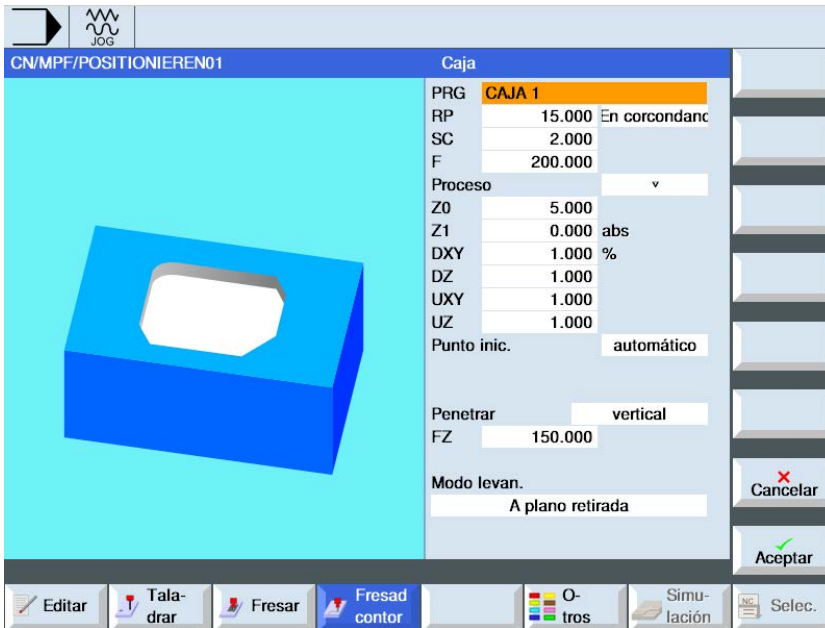 JOG
CN/MPF/POSITIONIEREN01
Caja
PRG CAJA 1
RP 15.000 En corcondanc
SC 2.000
F 200.000
Proceso v
Z0 5.000
Z1 0.000 abs
DXY 1.000 %
DZ 1.000
UXY 1.000
UZ 1.000
Punto inic. automático
Penetrar vertical
FZ 150.000
Modo levan.
A plano retirada
Cancelar
Aceptar
Editar
Tala-
drar
Fresar
Fresad
contor
O-
tros
Simu-
lación
NC
Selec.